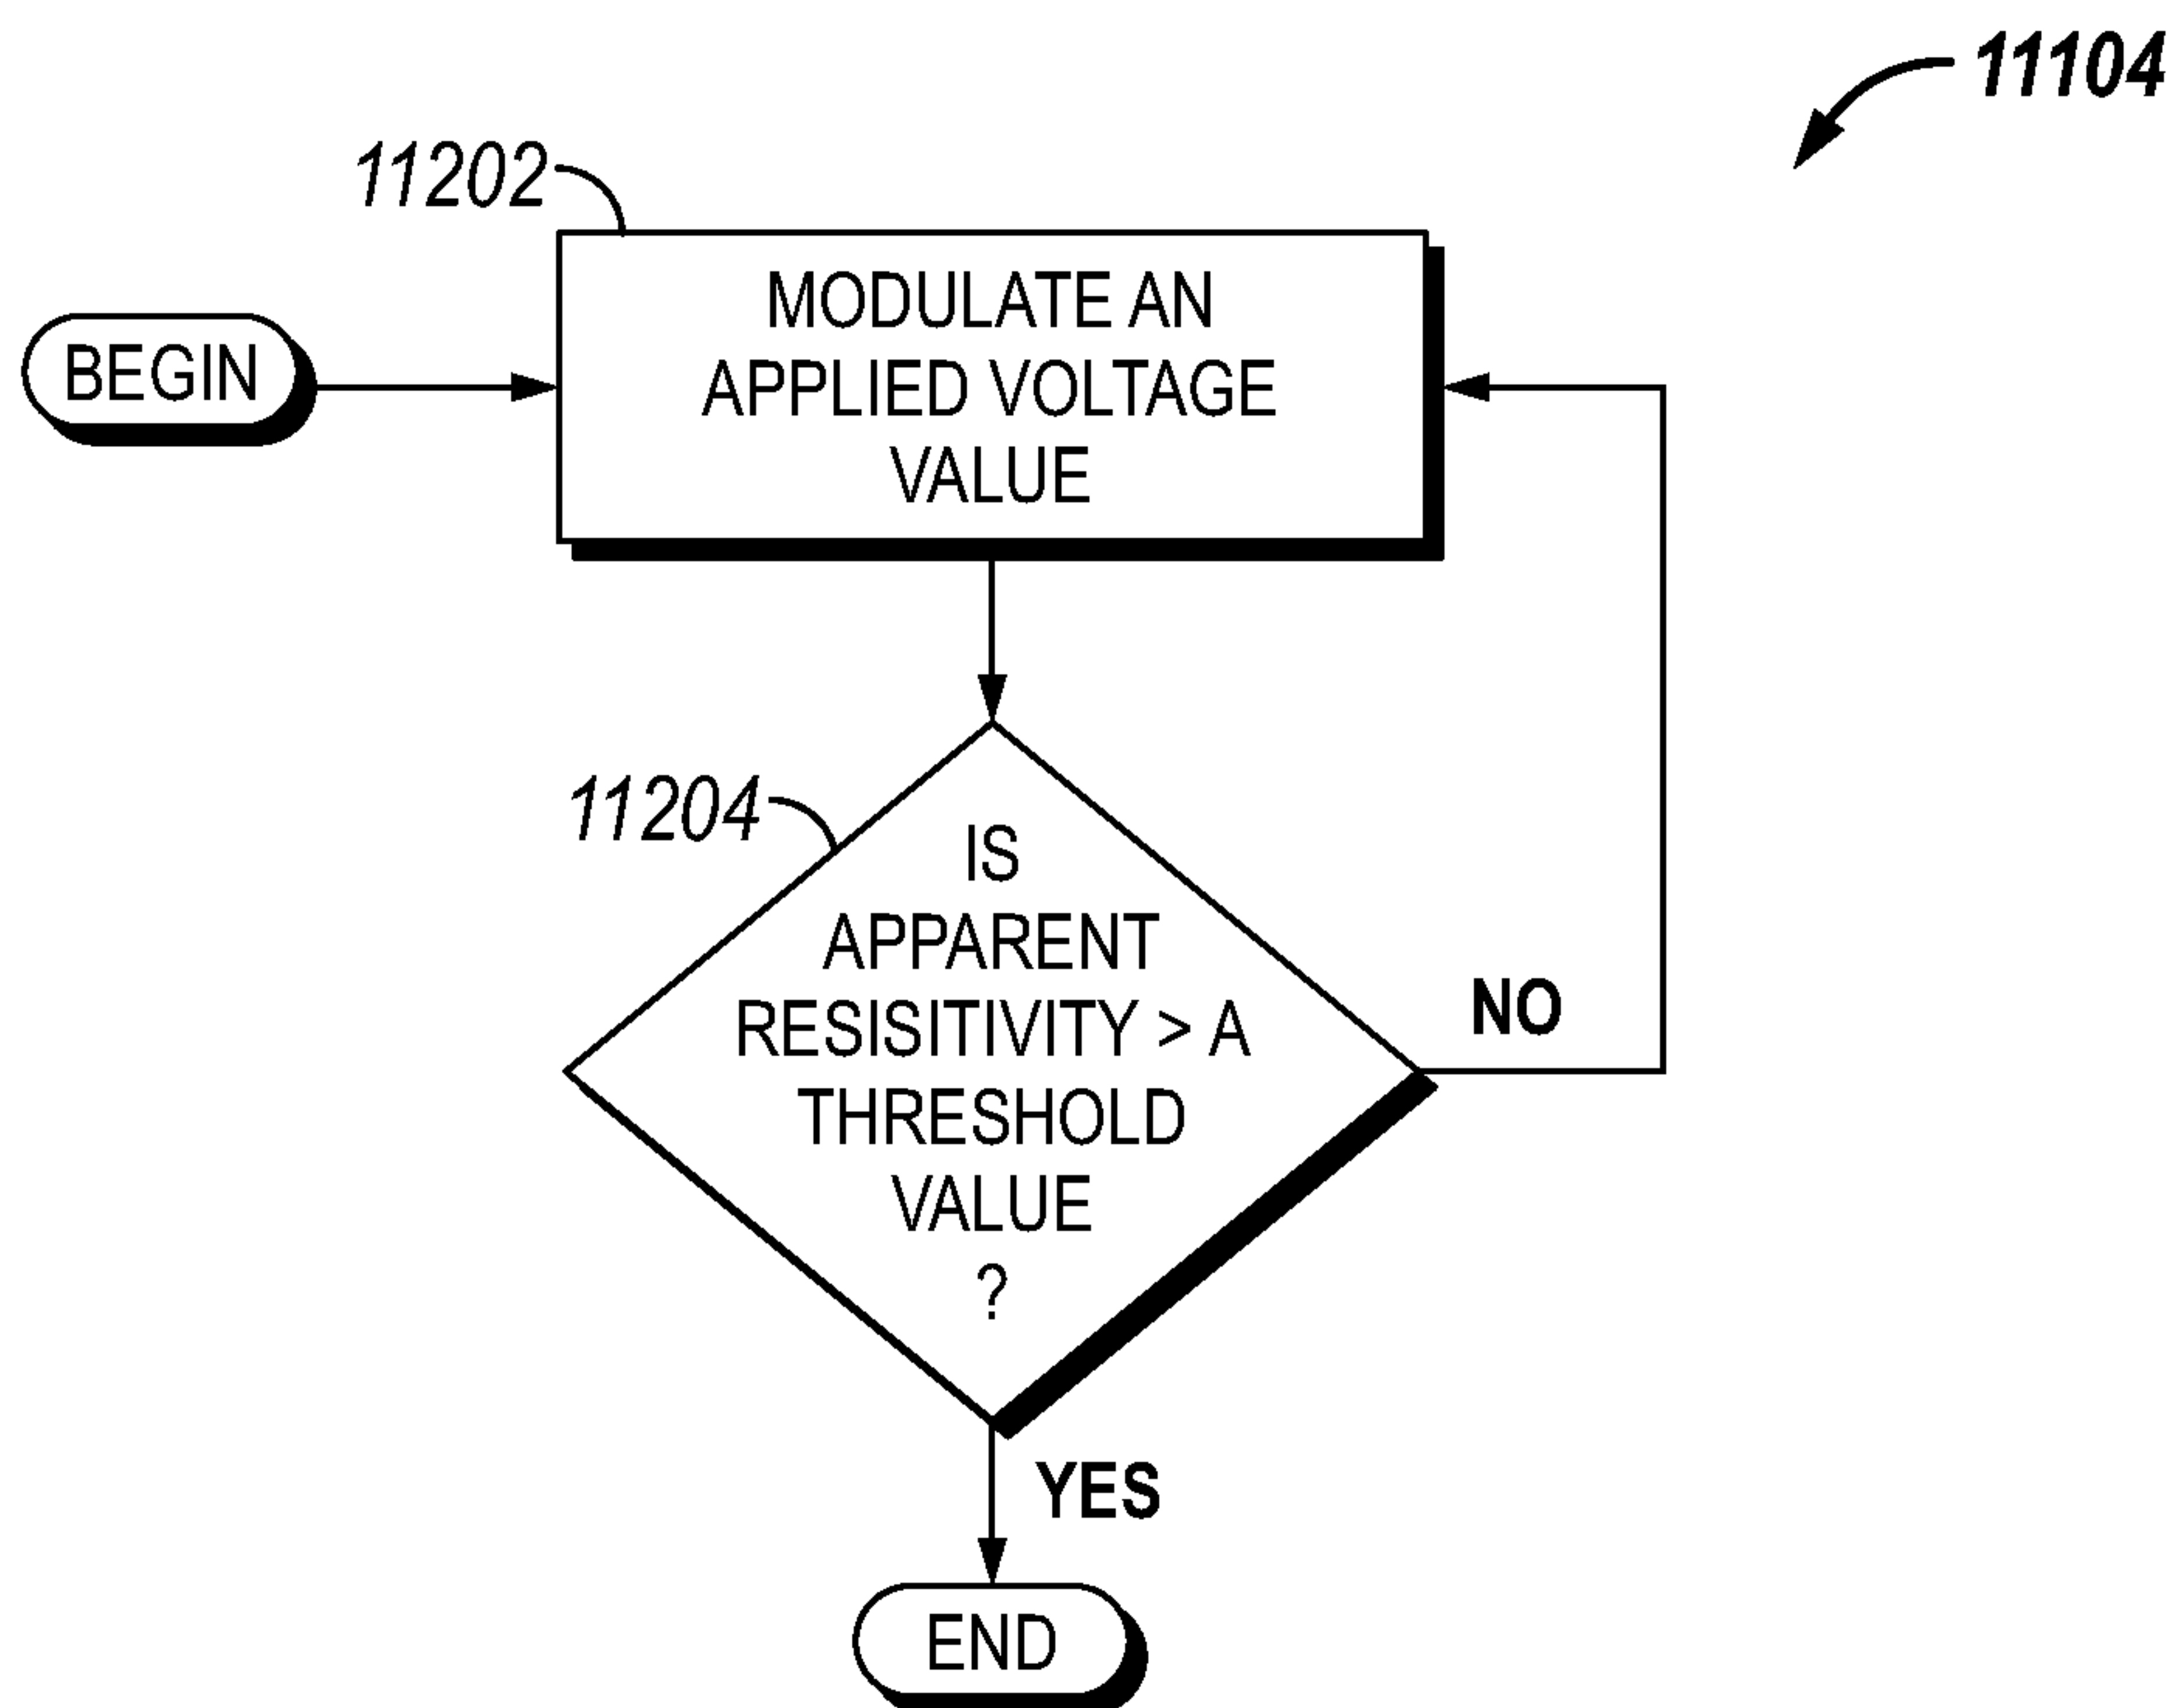 11104
11202
MODULATE AN
APPLIED VOLTAGE
VALUE
BEGIN
11204
IS
APPARENT
RESISITIVITY > A
THRESHOLD
VALUE
?
NO
YES
END